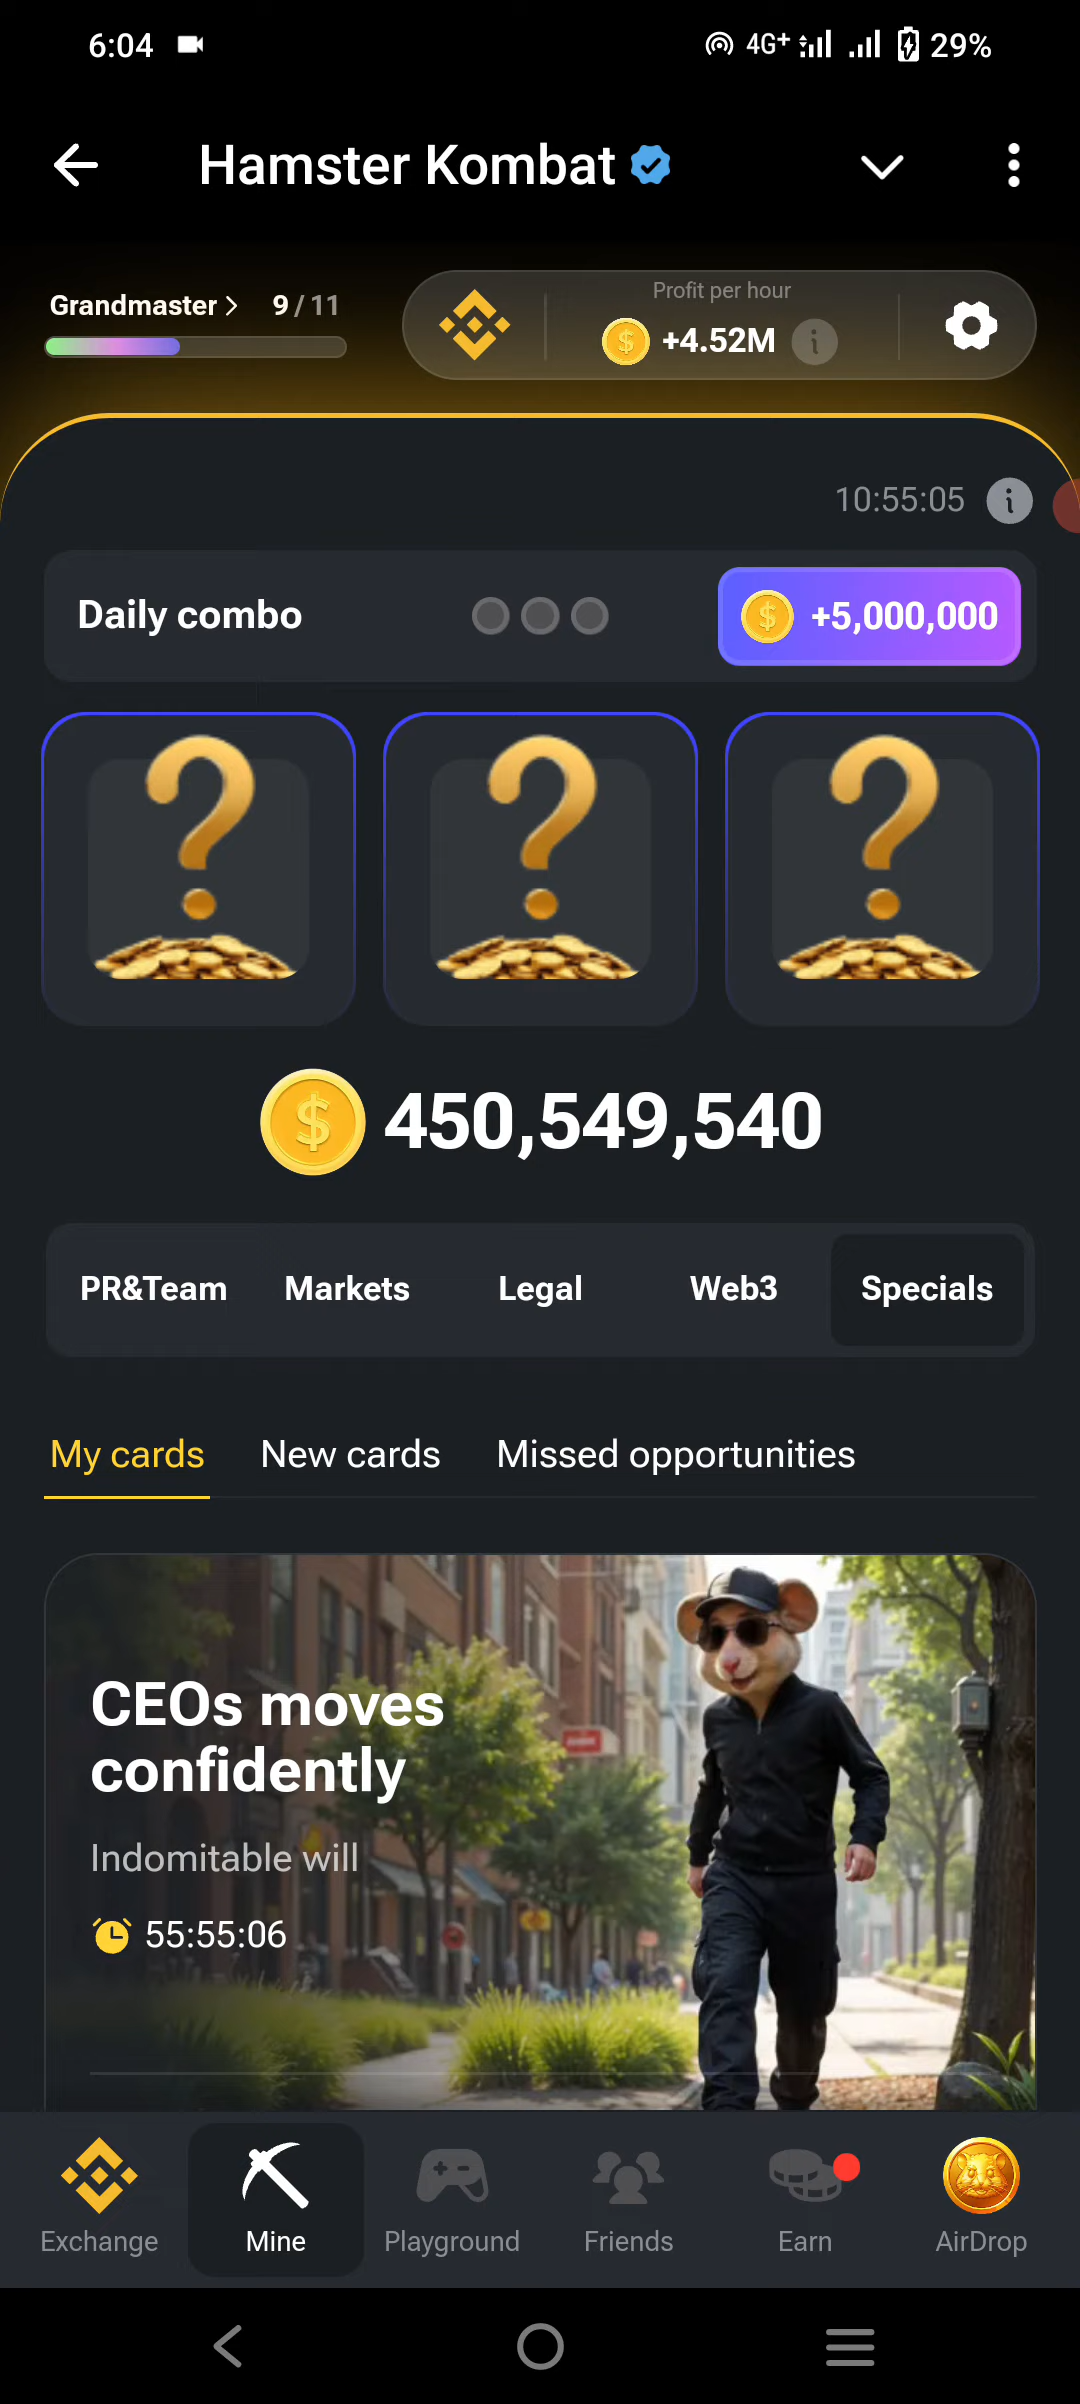 6:04
4G+
29%
Hamster Kombat
Grandmaster
9 / 11
Profit per hour
+4.52M
10:55:05
Daily combo
+5,000,000
450,549,540
PR&Team
Markets
Legal
Web3
Specials
My cards
New cards
Missed opportunities
CEOs moves
confidently
Indomitable will
55:55:06
Exchange
Mine
Playground
Friends
Earn
AirDrop